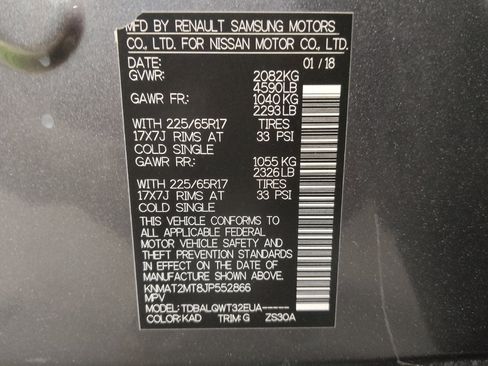 MFD BY RENAULT SAMSUNG MOTORS
CO., LTD. FOR NISSAN MOTOR CO., LTD.
DATE: 01/18
GVWR: 2082KG
4590LB
GAWR FR: 1040 KG
2293LB
WITH 225/65R17 TIRES
17X7J RIMS AT 33 PSI
COLD SINGLE
GAWR RR: 1055 KG
2326LB
WITH 225/65R17 TIRES
17X7J RIMS AT 33 PSI
COLD SINGLE
THIS VEHICLE CONFORMS TO
ALL APPLICABLE FEDERAL
MOTOR VEHICLE SAFETY AND
THEFT PREVENTION STANDARDS
IN EFFECT ON THE DATE OF
MANUFACTURE SHOWN ABOVE.
KNMAT2MT8JP552866
MPV
MODEL: TDBALGWT32EUA-----
COLOR: KAD TRIM: G ZS30A